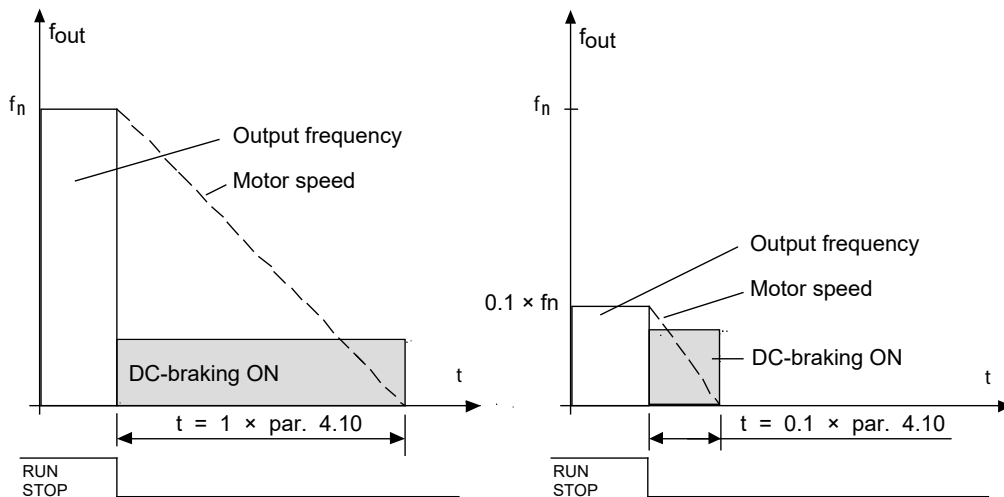 fout
fn
Output frequency
Motor speed
DC-braking ON
t
t = 1 × par. 4.10
RUN
STOP
fout
fn
Output frequency
Motor speed
0.1 × fn
DC-braking ON
t
t = 0.1 × par. 4.10
RUN
STOP